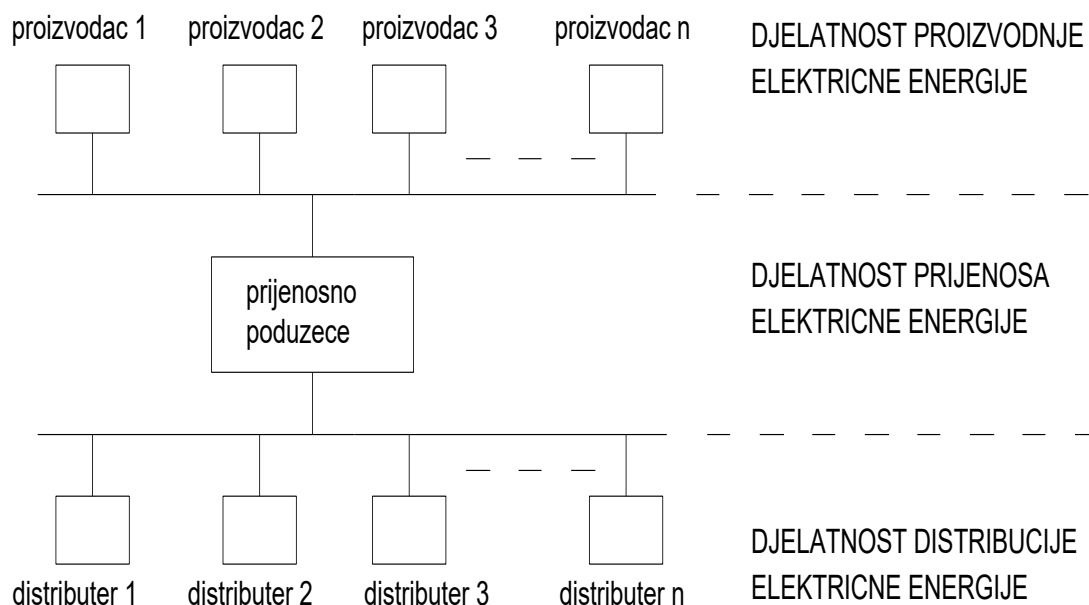 proizvodac 1
proizvodac 2
proizvodac 3
proizvodac n
DJELATNOST PROIZVODNJE
ELEKTRICNE ENERGIJE
prijenosno
poduzece
DJELATNOST PRIJENOSA
ELEKTRICNE ENERGIJE
distributer 1
distributer 2
distributer 3
distributer n
DJELATNOST DISTRIBUCIJE
ELEKTRICNE ENERGIJE